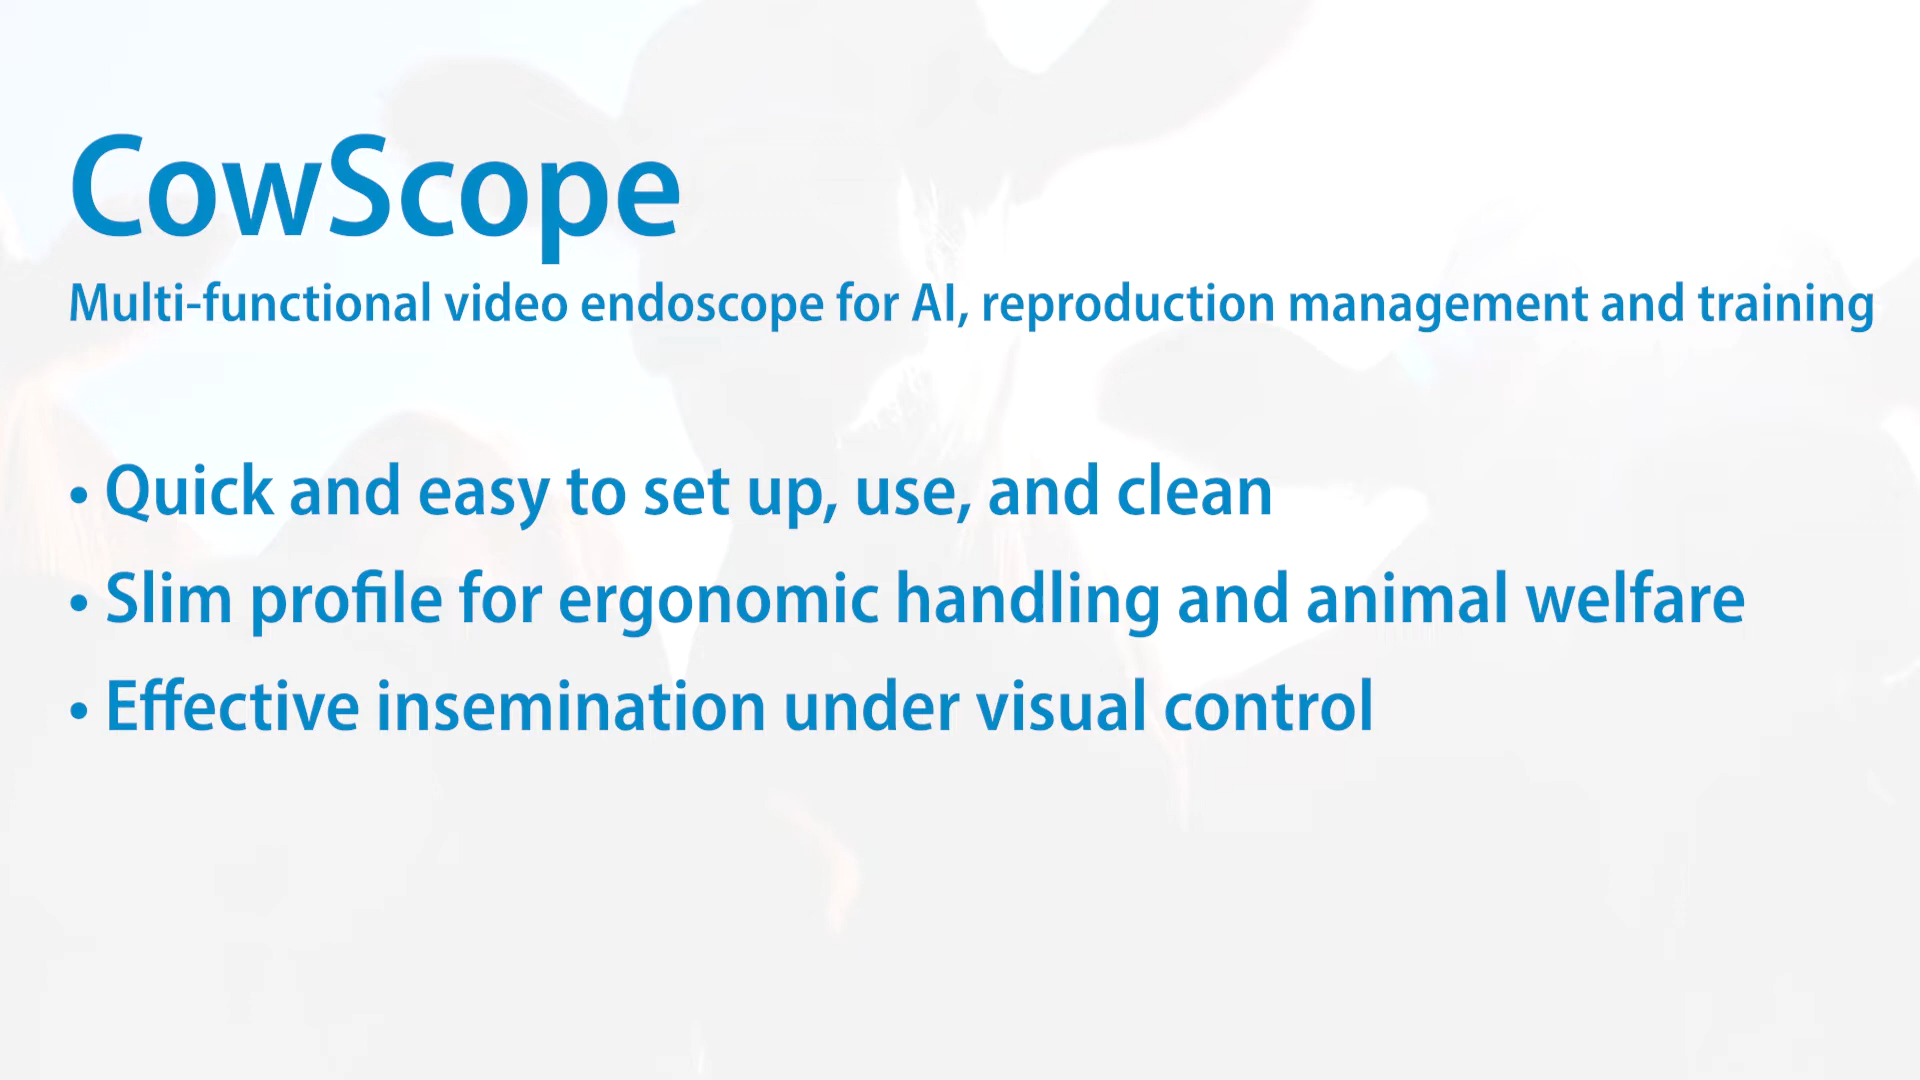 CowScope
Multi-functional video endoscope for AI, reproduction management and training
• Quick and easy to set up, use, and clean
• Slim profile for ergonomic handling and animal welfare
• Effective insemination under visual control